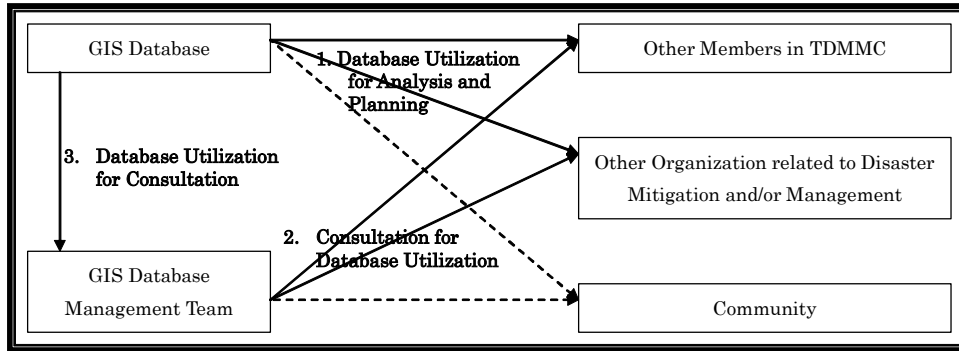 GIS Database
Other Members in TDMMC
1. Database Utilization
for Analysis and
Planning
3. Database Utilization
for Consultation
Other Organization related to Disaster
Mitigation and/or Management
2. Consultation for
Database Utilization
GIS Database
Management Team
Community